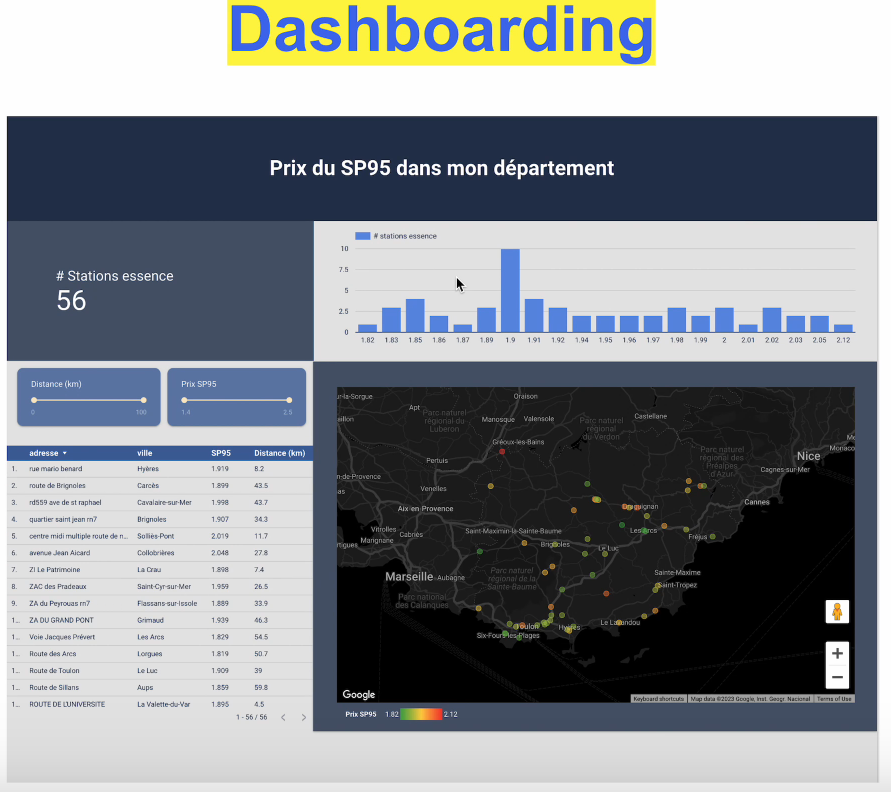 Dashboarding
Prix du SP95 dans mon département
# Stations essence
56
# stations essence
10
7.5
5
2.5
0
1.82 1.83 1.85 1.86 1.87 1.89 1.9 1.91 1.92 1.94 1.95 1.96 1.97 1.98 1.99 2 2.01 2.02 2.03 2.05 2.12
Distance (km)
0 100
Prix SP95
1.4 2.5
adresse ville SP95 Distance (km)
1. rue mario benard Hyères 1.919 8.2
2. route de Brignoles Carcès 1.899 43.5
3. rd559 ave de st raphael Cavalaire-sur-Mer 1.998 43.7
4. quartier saint jean rn7 Brignoles 1.907 34.3
5. centre midi multiple route de n... Solliès-Pont 2.019 11.7
6. avenue Jean Aicard Collobrières 2.048 27.8
7. ZI Le Patrimoine La Crau 1.898 7.4
8. ZAC des Pradeaux Saint-Cyr-sur-Mer 1.959 26.5
9. ZA du Peyrouas rn7 Flassans-sur-Issole 1.889 33.9
1... ZA DU GRAND PONT Grimaud 1.939 46.3
1... Voie Jacques Prévert Les Arcs 1.829 54.5
1... Route des Arcs Lorgues 1.819 50.7
1... Route de Toulon Le Luc 1.909 39
1... Route de Sillans Aups 1.859 59.8
1... ROUTE DE L'UNIVERSITE La Valette-du-Var 1.895 4.5
1 - 56 / 56
ur-la-Sorgue
Oraison
Apt
Parc naturel
régional du
Luberon
Manosque
Valensole
Castellane
Parc naturel
régional
du Verdon
Gréoux-les-Bains
Parc naturel
régional des
Préalpes
d'Azur
Nice
Monaco
Cagnes-sur-Mer
Pertuis
n-de-Provence
Venelles
Cannes
Aix-en Provence
Draguignan
Vitrolles
Cabriès
Marignane
Saint-Maximin-la-Sainte-Baume
Les Arcs
Fréjus
Brignoles
Le Luc
Marseille
Aubagne
Parc naturel
régional de la
Sainte-Baume
Sainte-Maxime
Saint-Tropez
Parc national
des Calanques
Toulon
Hyères
Le Lavandou
Six-Fours-les-Plages
Google
Keyboard shortcuts Map data ©2023 Google, Inst. Geogr. Nacional Terms of Use
Prix SP95 1.82 2.12